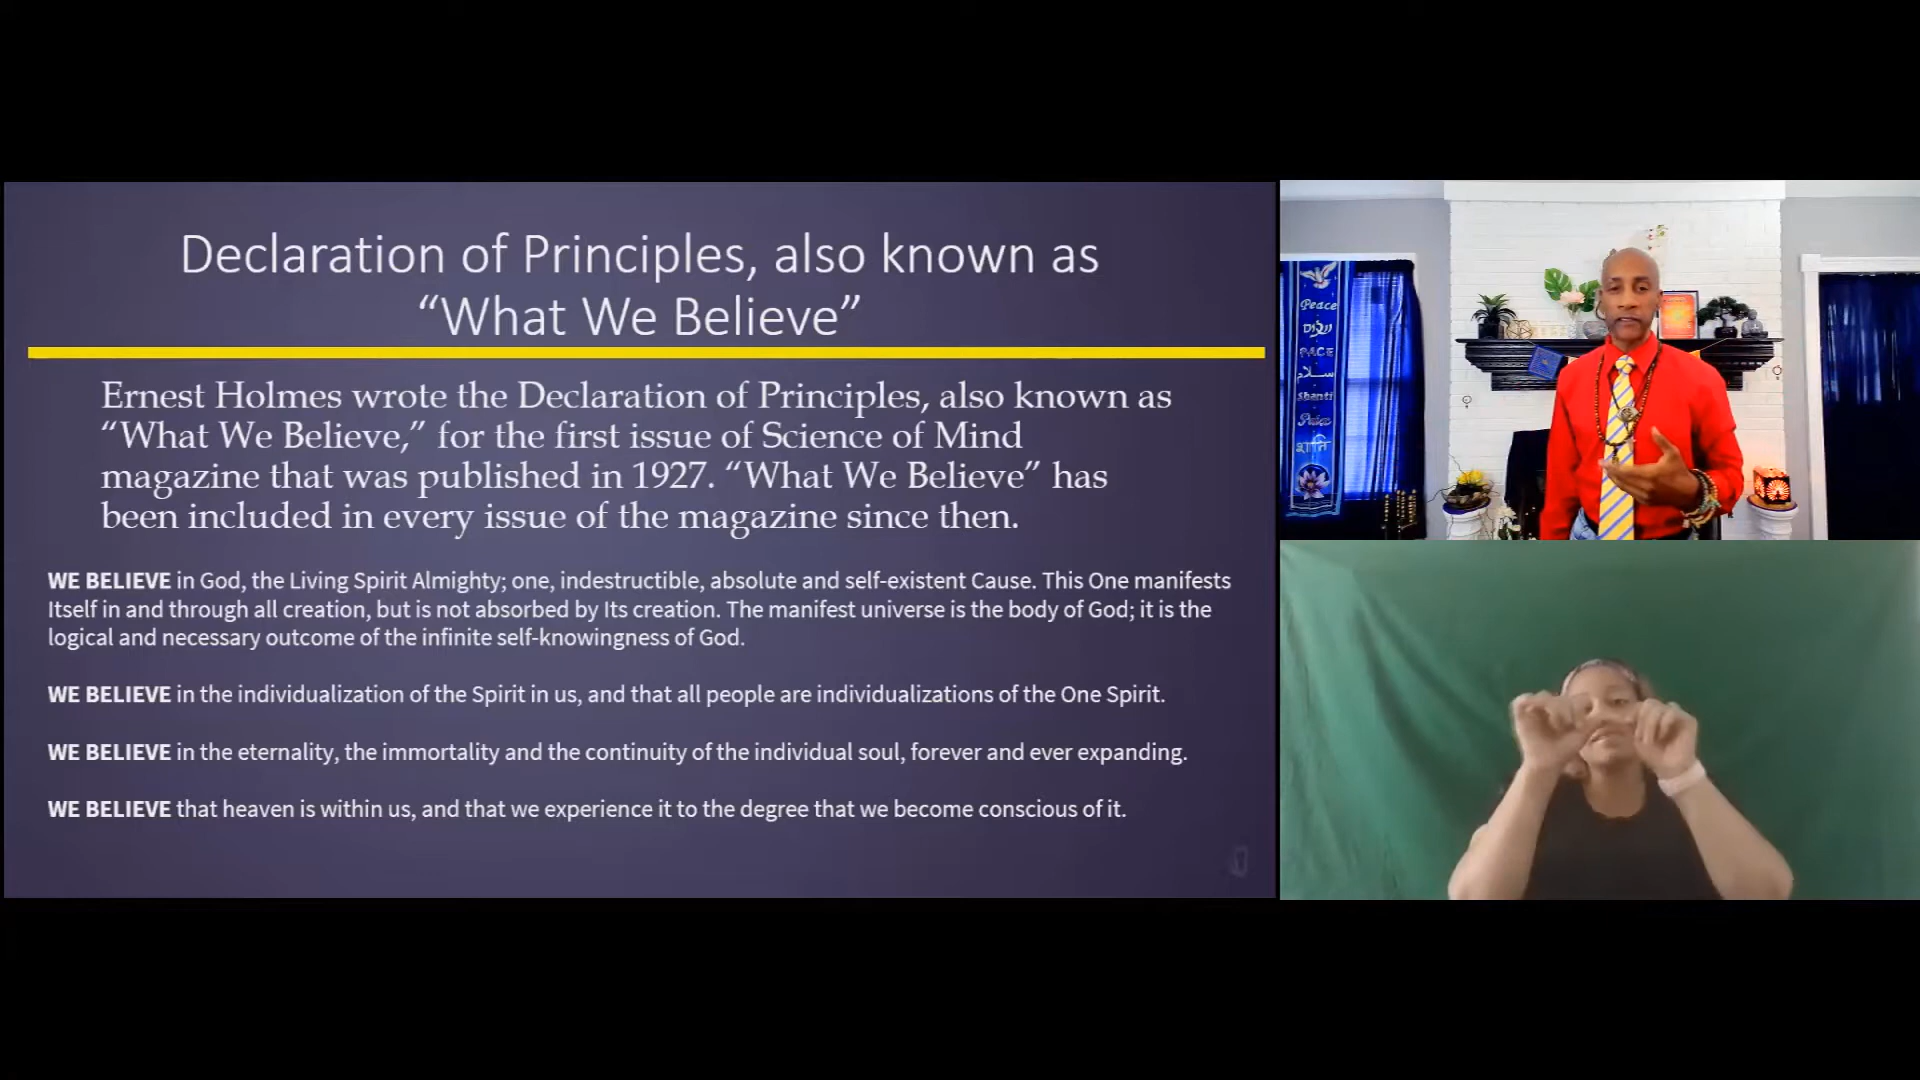 Declaration of Principles, also known as
“What We Believe”
Ernest Holmes wrote the Declaration of Principles, also known as
“What We Believe,” for the first issue of Science of Mind
magazine that was published in 1927. “What We Believe” has
been included in every issue of the magazine since then.
WE BELIEVE in God, the Living Spirit Almighty; one, indestructible, absolute and self-existent Cause. This One manifests
Itself in and through all creation, but is not absorbed by Its creation. The manifest universe is the body of God; it is the
logical and necessary outcome of the infinite self-knowingness of God.
WE BELIEVE in the individualization of the Spirit in us, and that all people are individualizations of the One Spirit.
WE BELIEVE in the eternality, the immortality and the continuity of the individual soul, forever and ever expanding.
WE BELIEVE that heaven is within us, and that we experience it to the degree that we become conscious of it.
Peace
שלום
PACE
سلام
Shanti
शान्ति